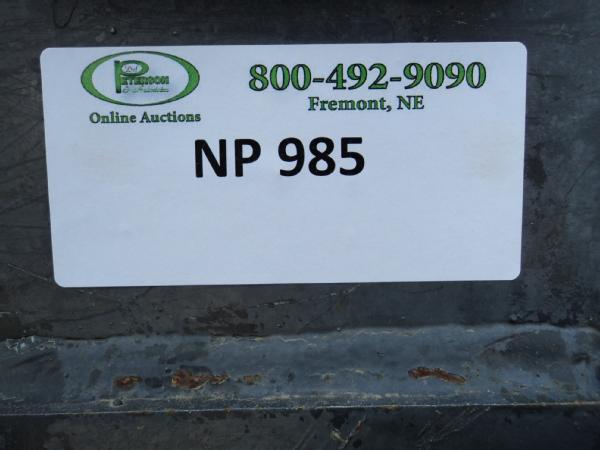 PETERSON
800-492-9090
Fremont, NE
Online Auctions
NP 985